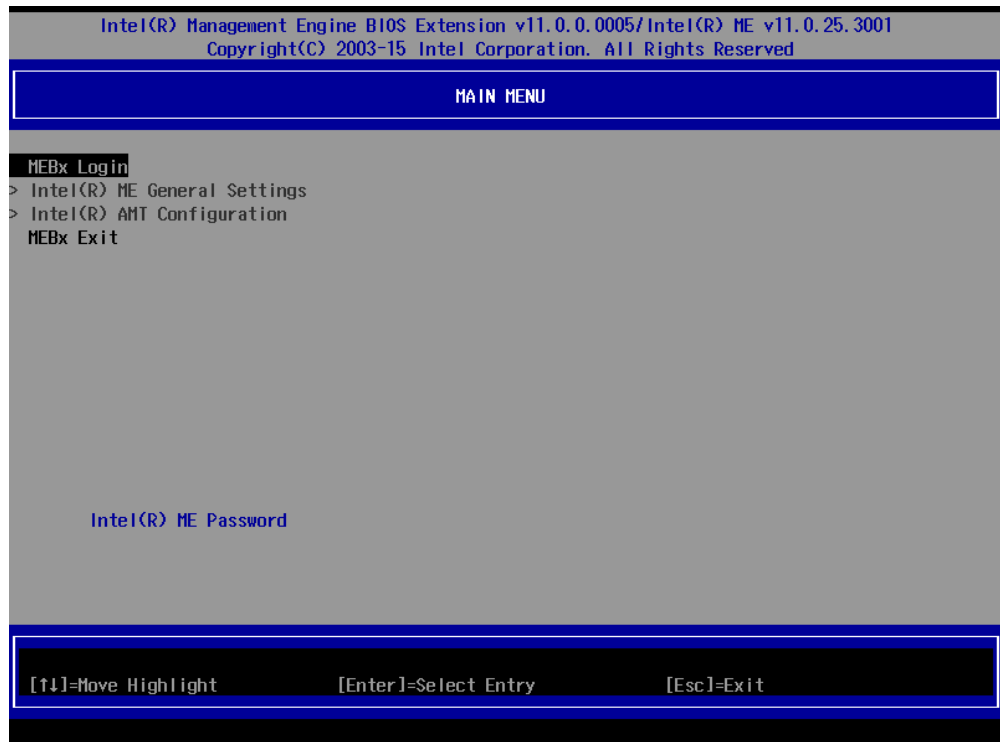 Intel(R) Management Engine BIOS Extension v11.0.0.0005/Intel(R) ME v11.0.25.3001
Copyright(C) 2003-15 Intel Corporation. All Rights Reserved
MAIN MENU
MEBx Login
> Intel(R) ME General Settings
> Intel(R) AMT Configuration
MEBx Exit
Intel(R) ME Password
[↑↓]=Move Highlight [Enter]=Select Entry [Esc]=Exit